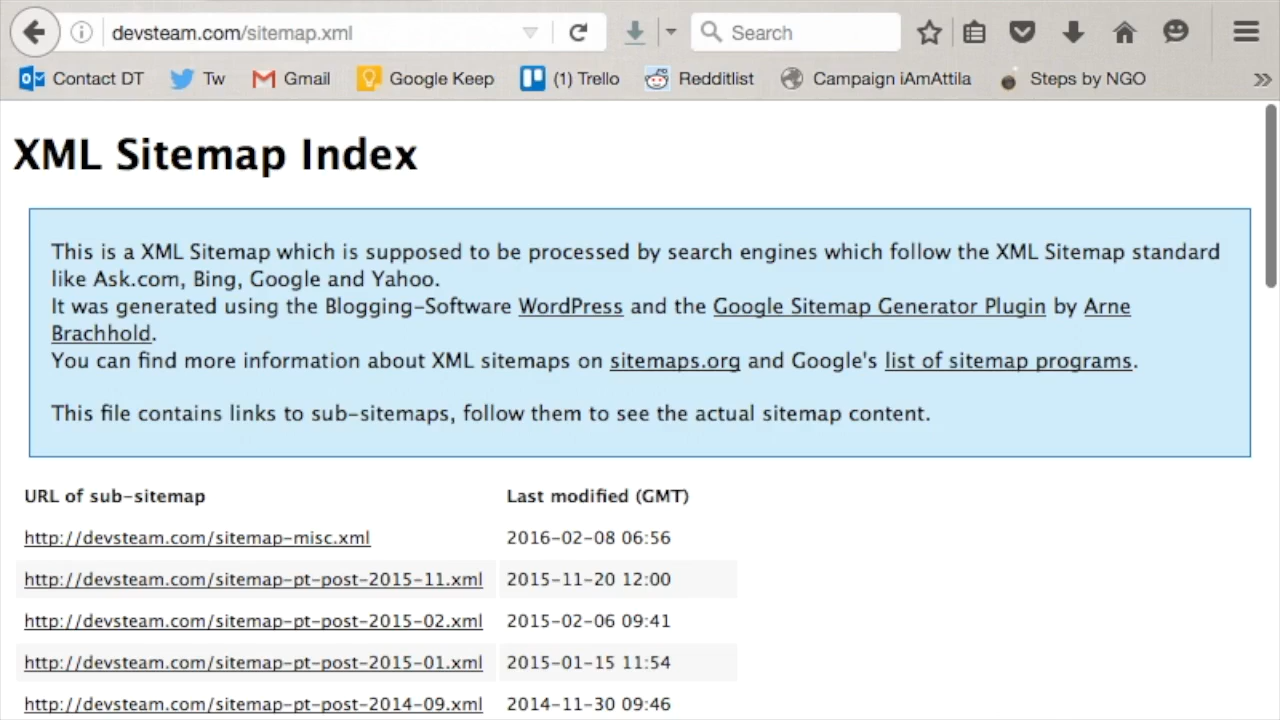 devsteam.com/sitemap.xml
Search
Contact DT
Tw
Gmail
Google Keep
(1) Trello
Redditlist
Campaign iAmAttila
Steps by NGO
XML Sitemap Index
This is a XML Sitemap which is supposed to be processed by search engines which follow the XML Sitemap standard
like Ask.com, Bing, Google and Yahoo.
It was generated using the Blogging-Software WordPress and the Google Sitemap Generator Plugin by Arne
Brachhold.
You can find more information about XML sitemaps on sitemaps.org and Google's list of sitemap programs.
This file contains links to sub-sitemaps, follow them to see the actual sitemap content.
URL of sub-sitemap Last modified (GMT)
http://devsteam.com/sitemap-misc.xml 2016-02-08 06:56
http://devsteam.com/sitemap-pt-post-2015-11.xml 2015-11-20 12:00
http://devsteam.com/sitemap-pt-post-2015-02.xml 2015-02-06 09:41
http://devsteam.com/sitemap-pt-post-2015-01.xml 2015-01-15 11:54
http://devsteam.com/sitemap-pt-post-2014-09.xml 2014-11-30 09:46